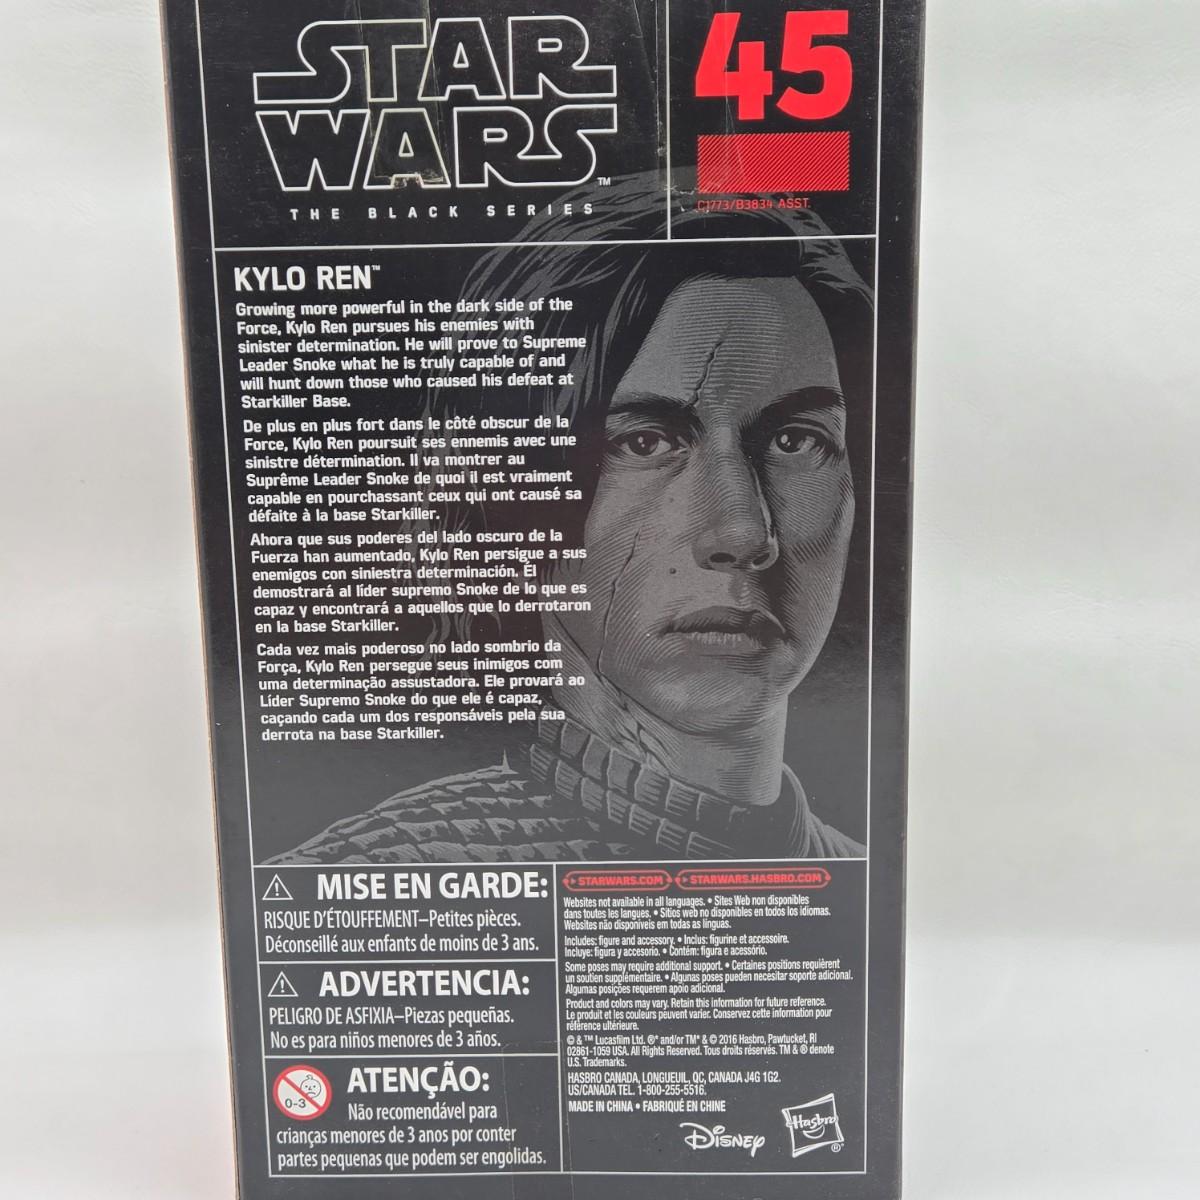 STAR
WARS™
THE BLACK SERIES
45
C1773/B3834 ASST.
KYLO REN™
Growing more powerful in the dark side of the
Force, Kylo Ren pursues his enemies with
sinister determination. He will prove to Supreme
Leader Snoke what he is truly capable of and
will hunt down those who caused his defeat at
Starkiller Base.
De plus en plus fort dans le côté obscur de la
Force, Kylo Ren poursuit ses ennemis avec une
sinistre détermination. Il va montrer au
Suprême Leader Snoke de quoi il est vraiment
capable en pourchassant ceux qui ont causé sa
défaite à la base Starkiller.
Ahora que sus poderes del lado oscuro de la
Fuerza han aumentado, Kylo Ren persigue a sus
enemigos con siniestra determinación. Él
demostrará al líder supremo Snoke de lo que es
capaz y encontrará a aquellos que lo derrotaron
en la base Starkiller.
Cada vez mais poderoso no lado sombrio da
Força, Kylo Ren persegue seus inimigos com
uma determinação assustadora. Ele provará ao
Líder Supremo Snoke do que ele é capaz,
caçando cada um dos responsáveis pela sua
derrota na base Starkiller.
⚠ MISE EN GARDE:
RISQUE D'ÉTOUFFEMENT–Petites pièces.
Déconseillé aux enfants de moins de 3 ans.
⚠ ADVERTENCIA:
PELIGRO DE ASFIXIA–Piezas pequeñas.
No es para niños menores de 3 años.
0-3
ATENÇÃO:
Não recomendável para
crianças menores de 3 anos por conter
partes pequenas que podem ser engolidas.
STARWARS.COM STARWARS.HASBRO.COM
Websites not available in all languages. • Sites Web non disponibles
dans toutes les langues. • Sitios web no disponibles en todos los idiomas.
Websites não disponíveis em todas as línguas.
Includes: figure and accessory. • Inclus: figurine et accessoire.
Incluye: figura y accesorio. • Contém: figura e acessório.
Some poses may require additional support. • Certaines positions requièrent
un soutien supplémentaire. • Algunas poses pueden necesitar soporte adicional.
Algumas posições requerem apoio adicional.
Product and colors may vary. Retain this information for future reference.
Le produit et les couleurs peuvent varier. Conservez cette information pour
référence ultérieure.
© & ™ Lucasfilm Ltd. ®* and/or TM* & © 2016 Hasbro, Pawtucket, RI
02861-1059 USA. All Rights Reserved. Tous droits réservés. TM & ® denote
U.S. Trademarks.
HASBRO CANADA, LONGUEUIL, QC, CANADA J4G 1G2.
US/CANADA TEL. 1-800-255-5516.
MADE IN CHINA • FABRIQUÉ EN CHINE
Disney
Hasbro®